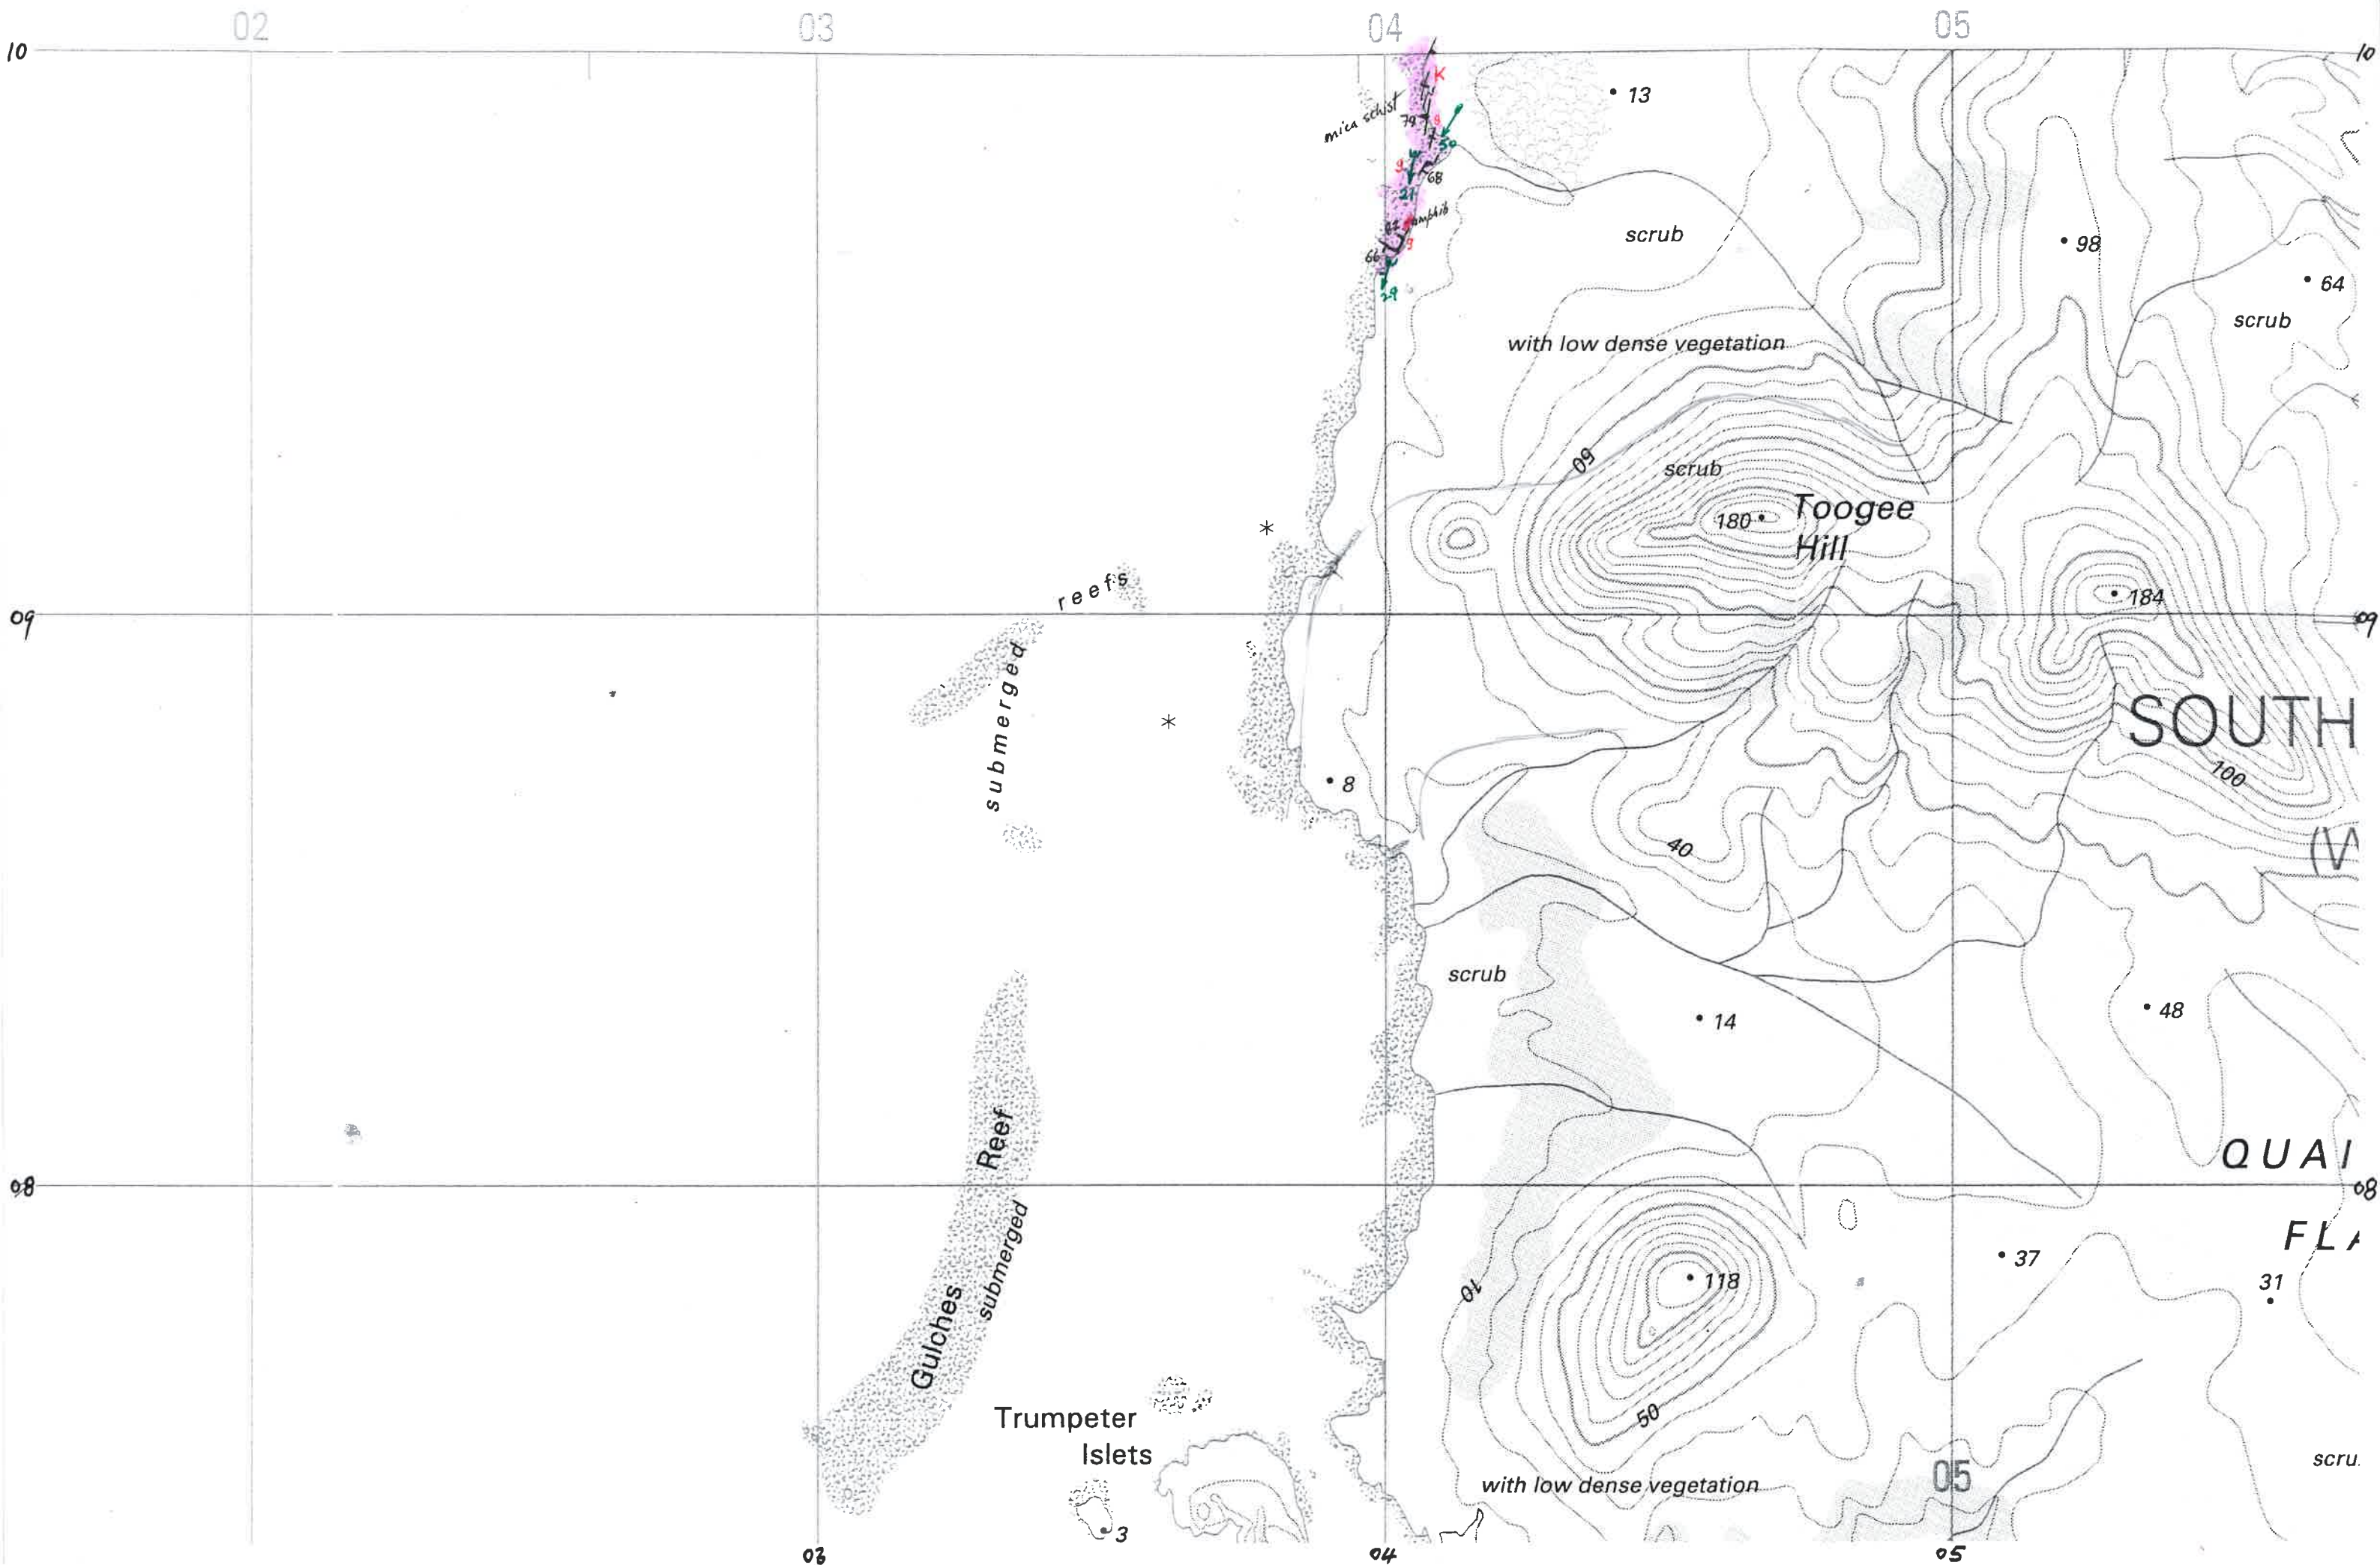 02 03 04 05
10 10
K
mica schist
13
79 g
50
g 68
27
amphib
g
66
29
scrub
98
64
scrub
with low dense vegetation
60
scrub
180 Toogee
Hill
reefs
184
09 09
submerged
SOUTH
8
100
40
scrub
14
48
Reef
QUAI
08 08
submerged
FLA
37
118
31
10
Gulches
Trumpeter
Islets
50
scru
05
with low dense vegetation
3
03 04 05